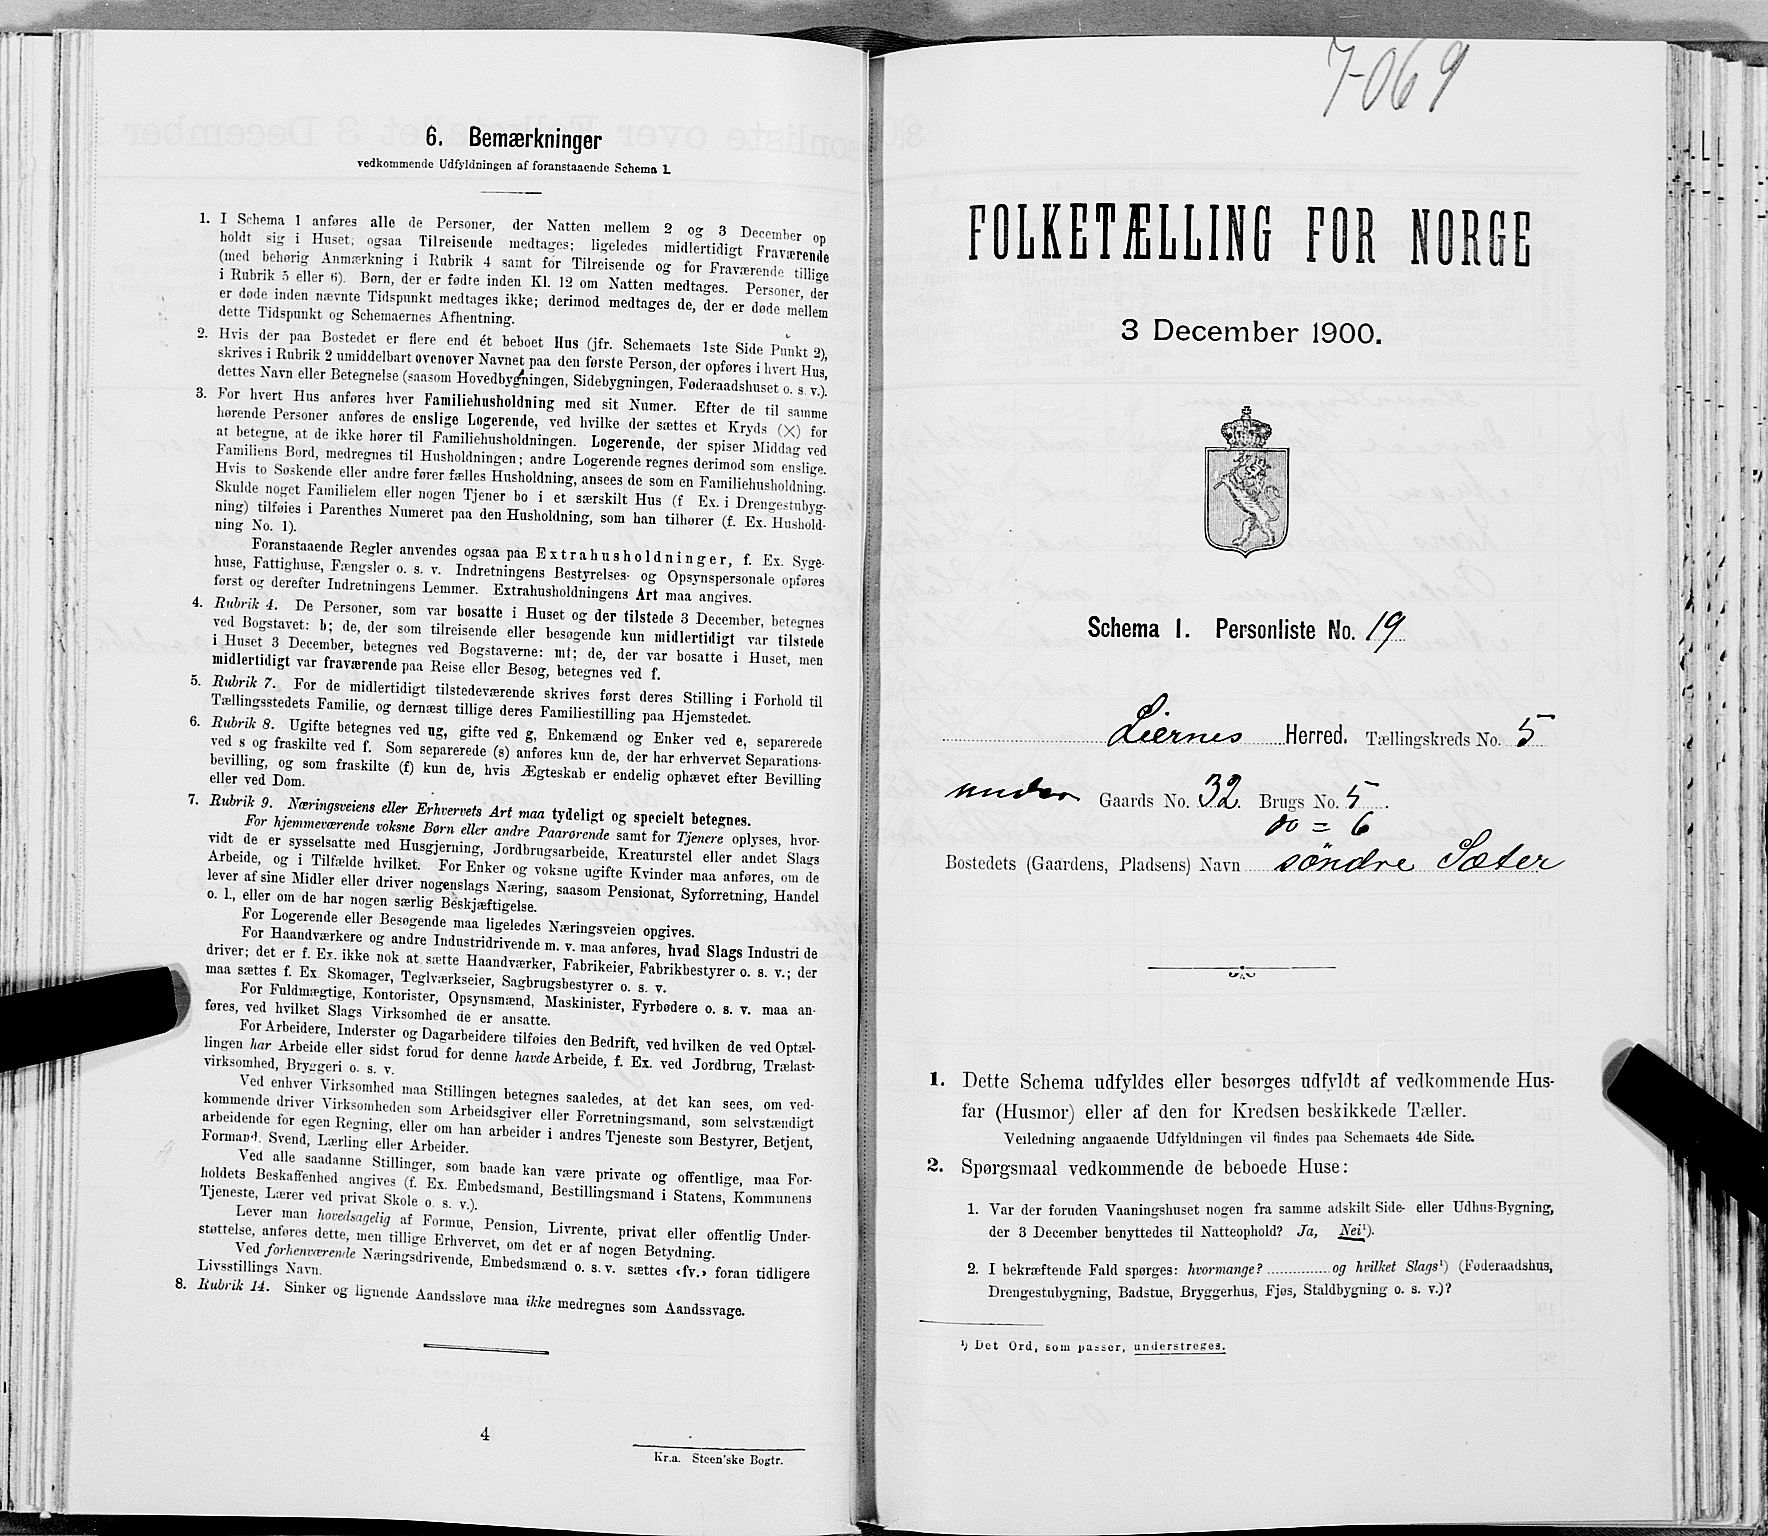 6. Bemærkninger
vedkommende Udfyldningen af foranstaaende Schema 1.
1. I Schema 1 anføres alle de Personer, der Natten mellem 2 og 3 December op
holdt sig i Huset; ogsaa Tilreisende medtages; ligeledes midlertidigt Fraværende
(med behørig Anmærkning i Rubrik 4 samt for Tilreisende og for Fraværende tillige
i Rubrik 5 eller 6). Børn, der er fødte inden Kl. 12 om Natten medtages. Personer, der
er døde inden nævnte Tidspunkt medtages ikke; derimod medtages de, der er døde mellem
dette Tidspunkt og Schemaernes Afhentning.
2. Hvis der paa Bostedet er flere end ét beboet Hus (jfr. Schemaets 1ste Side Punkt 2),
skrives i Rubrik 2 umiddelbart ovenover Navnet paa den første Person, der opføres i hvert Hus,
dettes Navn eller Betegnelse (saasom Hovedbygningen, Sidebygningen, Føderaadshuset o. s. v.).
3. For hvert Hus anføres hver Familiehusholdning med sit Numer. Efter de til samme
hørende Personer anføres de enslige Logerende, ved hvilke der sættes et Kryds (×) for
at betegne, at de ikke hører til Familiehusholdningen. Logerende, der spiser Middag ved
Familiens Bord, medregnes til Husholdningen; andre Logerende regnes derimod som enslige.
Hvis to Søskende eller andre fører fælles Husholdning, ansees de som en Familiehusholdning.
Skulde noget Familielem eller nogen Tjener bo i et særskilt Hus (f Ex. i Drengestubyg-
ning) tilføies i Parenthes Numeret paa den Husholdning, som han tilhører (f. Ex. Hushold-
ning No. 1).
Foranstaaende Regler anvendes ogsaa paa Extrahusholdninger, f. Ex. Syge-
huse, Fattighuse, Fængsler o. s. v. Indretningens Bestyrelses- og Opsynspersonale opføres
først og derefter Indretningens Lemmer. Extrahusholdningens Art maa angives.
4. Rubrik 4. De Personer, som var bosatte i Huset og der tilstede 3 December, betegnes
ved Bogstavet: b; de, der som tilreisende eller besøgende kun midlertidigt var tilstede
i Huset 3 December, betegnes ved Bogstaverne: mt; de, der var bosatte i Huset, men
midlertidigt var fraværende paa Reise eller Besøg, betegnes ved f.
5. Rubrik 7. For de midlertidigt tilstedeværende skrives først deres Stilling i Forhold til
Tællingsstedets Familie, og dernæst tillige deres Familiestilling paa Hjemstedet.
6. Rubrik 8. Ugifte betegnes ved ug, gifte ved g, Enkemænd og Enker ved e, separerede
ved s og fraskilte ved f. Som separerede (s) anføres kun de, der har erhvervet Separations-
bevilling, og som fraskilte (f) kun de, hvis Ægteskab er endelig ophævet efter Bevilling
eller ved Dom.
7. Rubrik 9. Næringsveiens eller Erhvervets Art maa tydeligt og specielt betegnes.
For hjemmeværende voksne Børn eller andre Paarørende samt for Tjenere oplyses, hvor-
vidt de er sysselsatte med Husgjerning, Jordbrugsarbeide, Kreaturstel eller andet Slags
Arbeide, og i Tilfælde hvilket. For Enker og voksne ugifte Kvinder maa anføres, om de
lever af sine Midler eller driver nogenslags Næring, saasom Pensionat, Syforretning, Handel
o. l., eller om de har nogen særlig Beskjæftigelse.
For Logerende eller Besøgende maa ligeledes Næringsveien opgives.
For Haandværkere og andre Industridrivende m. v. maa anføres, hvad Slags Industri de
driver; det er f. Ex. ikke nok at sætte Haandværker, Fabrikeier, Fabrikbestyrer o. s. v.; der
maa sættes f. Ex Skomager, Teglværkseier, Sagbrugsbestyrer o. s. v.
For Fuldmægtige, Kontorister, Opsynsmænd, Maskinister, Fyrbødere o. s. v. maa an-
føres, ved hvilket Slags Virksomhed de er ansatte.
For Arbeidere, Inderster og Dagarbeidere tilføies den Bedrift, ved hvilken de ved Optæl-
lingen har Arbeide eller sidst forud for denne havde Arbeide, f. Ex. ved Jordbrug, Trælast-
virksomhed, Bryggeri o. s. v.
Ved enhver Virksomhed maa Stillingen betegnes saaledes, at det kan sees, om ved-
kommende driver Virksomheden som Arbeidsgiver eller Forretningsmand, som selvstændigt
arbeidende for egen Regning, eller om han arbeider i andres Tjeneste som Bestyrer, Betjent,
Formand, Svend, Lærling eller Arbeider.
Ved alle saadanne Stillinger, som baade kan være private og offentlige, maa For-
holdets Beskaffenhed angives (f. Ex. Embedsmand, Bestillingsmand i Statens, Kommunens
Tjeneste, Lærer ved privat Skole o. s. v.).
Lever man hovedsagelig af Formue, Pension, Livrente, privat eller offentlig Under-
støttelse, anføres dette, men tillige Erhvervet, om det er af nogen Betydning.
Ved forhenværende Næringsdrivende, Embedsmænd o. s. v. sættes «fv.» foran tidligere
Livsstillings Navn.
8. Rubrik 14. Sinker og lignende Aandssløve maa ikke medregnes som Aandssvage.
4
Kr.a. Steen'ske Bogtr.
7-069
FOLKETÆLLING FOR NORGE
3 December 1900.
Schema 1. Personliste No. 19
Liernes Herred. Tællingskreds No. 5
under Gaards No. 32. Brugs No. 5
do = 6
Bostedets (Gaardens, Pladsens) Navn söndre Sæter
1. Dette Schema udfyldes eller besørges udfyldt af vedkommende Hus-
far (Husmor) eller af den for Kredsen beskikkede Tæller.
Veiledning angaaende Udfyldningen vil findes paa Schemaets 4de Side.
2. Spørgsmaal vedkommende de beboede Huse:
1. Var der foruden Vaaningshuset nogen fra samme adskilt Side- eller Udhus-Bygning,
der 3 December benyttedes til Natteophold? Ja, Nei¹).
2. I bekræftende Fald spørges: hvormange? og hvilket Slags¹) (Føderaadshus,
Drengestubygning, Badstue, Bryggerhus, Fjøs, Staldbygning o. s. v.)?
¹) Det Ord, som passer, understreges.